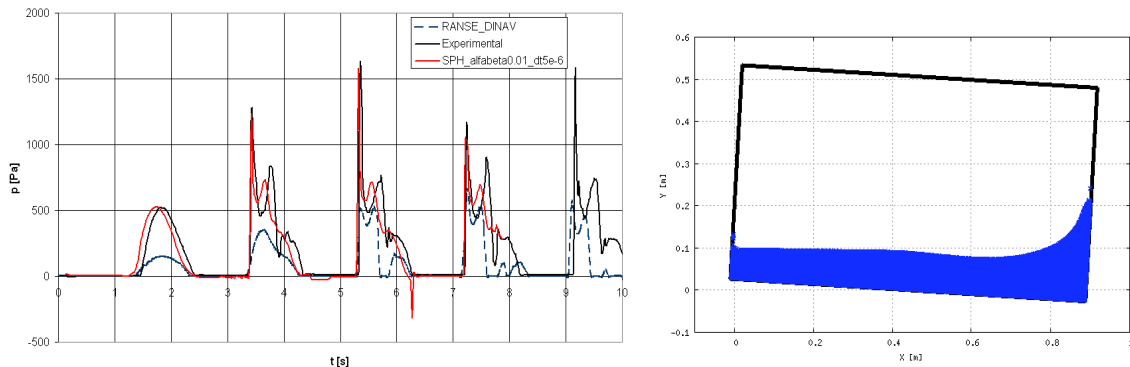 2000
1500
1000
500
0
-500
p [Pa]
0 1 2 3 4 5 6 7 8 9 10
t [s]
RANSE_DINAV
Experimental
SPH_alfabeta0.01_dt5e-6
0.6
0.5
0.4
0.3
0.2
0.1
0
-0.1
Y [m]
0 0.2 0.4 0.6 0.8 1
X [m]